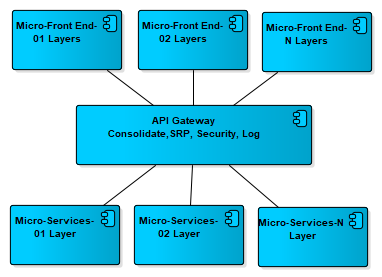 Micro-Front End-
01 Layers
Micro-Front End-
02 Layers
Micro-Front End-
N Layers
API Gateway
Consolidate,SRP, Security, Log
Micro-Services-
01 Layer
Micro-Services-
02 Layer
Micro-Services-N
Layer